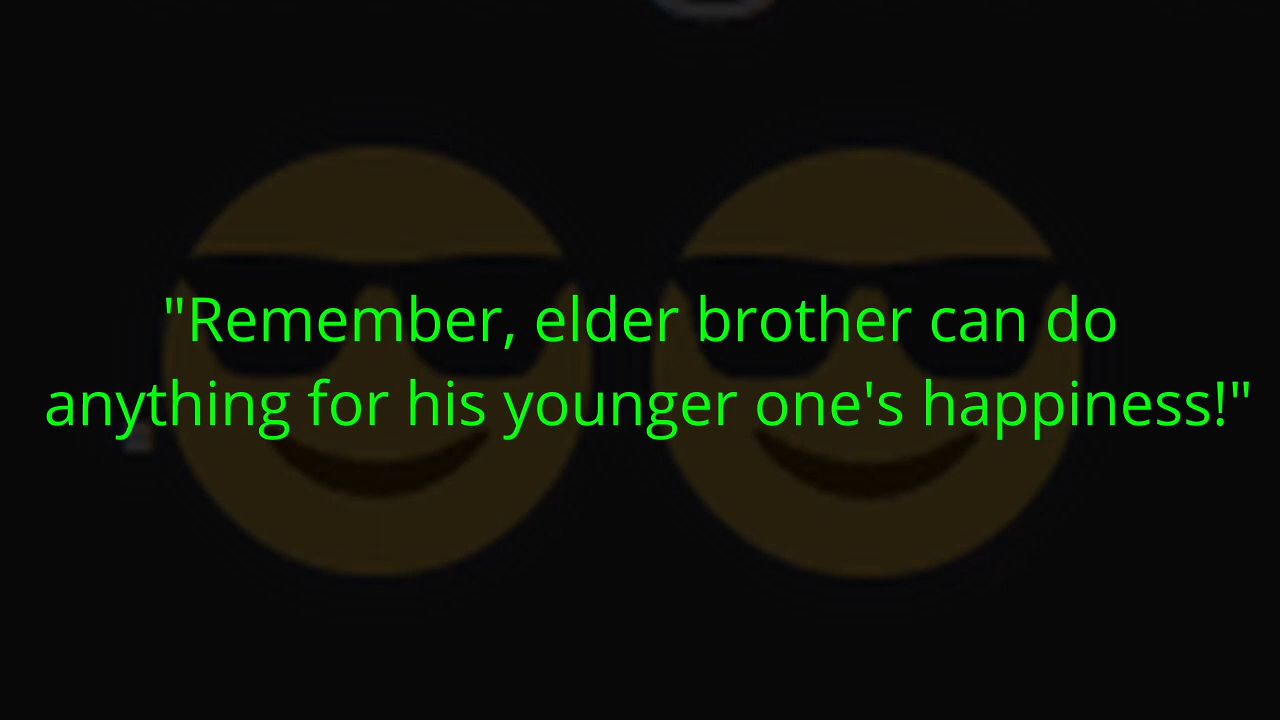 "Remember, elder brother can do
anything for his younger one's happiness!"